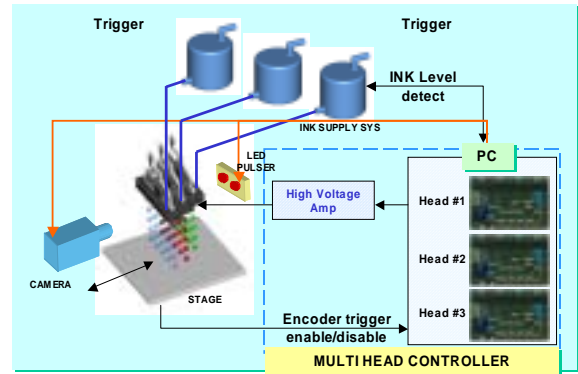 Trigger
Trigger
INK Level
detect
INK SUPPLY SYS
LED
PULSER
PC
High Voltage
Amp
Head #1
Head #2
Head #3
CAMERA
STAGE
Encoder trigger
enable/disable
MULTI HEAD CONTROLLER